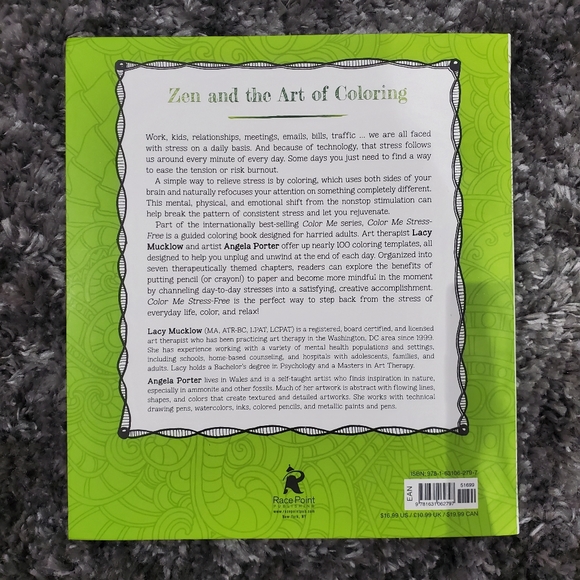 Zen and the Art of Coloring
Work, kids, relationships, meetings, emails, bills, traffic ... we are all faced
with stress on a daily basis. And because of technology, that stress follows
us around every minute of every day. Some days you just need to find a way
to ease the tension or risk burnout.
A simple way to relieve stress is by coloring, which uses both sides of your
brain and naturally refocuses your attention on something completely different.
This mental, physical, and emotional shift from the nonstop stimulation can
help break the pattern of consistent stress and let you rejuvenate.
Part of the internationally best-selling Color Me series, Color Me Stress-
Free is a guided coloring book designed for harried adults. Art therapist Lacy
Mucklow and artist Angela Porter offer up nearly 100 coloring templates, all
designed to help you unplug and unwind at the end of each day. Organized into
seven therapeutically themed chapters, readers can explore the benefits of
putting pencil (or crayon!) to paper and become more mindful in the moment
by channeling day-to-day stresses into a satisfying, creative accomplishment.
Color Me Stress-Free is the perfect way to step back from the stress of
everyday life, color, and relax!
Lacy Mucklow (MA, ATR-BC, LPAT, LCPAT) is a registered, board certified, and licensed
art therapist who has been practicing art therapy in the Washington, DC area since 1999.
She has experience working with a variety of mental health populations and settings,
including schools, home-based counseling, and hospitals with adolescents, families, and
adults. Lacy holds a Bachelor's degree in Psychology and a Masters in Art Therapy.
Angela Porter lives in Wales and is a self-taught artist who finds inspiration in nature,
especially in ammonite and other fossils. Much of her artwork is abstract with flowing lines,
shapes, and colors that create textured and detailed artworks. She works with technical
drawing pens, watercolors, inks, colored pencils, and metallic paints and pens.
Race Point
PUBLISHING
New York, NY
EAN
51699
$16.99 US / £10.99 UK / $18.99 CAN